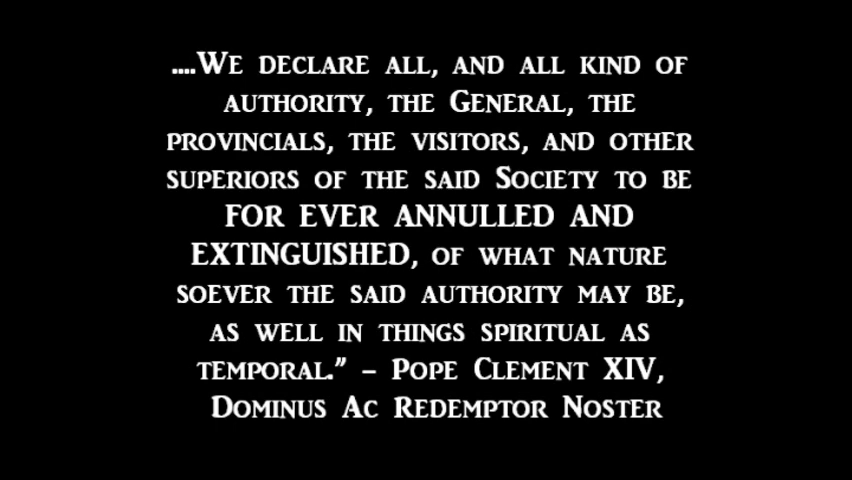 ....We declare all, and all kind of
authority, the General, the
provincials, the visitors, and other
superiors of the said Society to be
FOR EVER ANNULLED AND
EXTINGUISHED, of what nature
soever the said authority may be,
as well in things spiritual as
temporal.” – Pope Clement XIV,
Dominus Ac Redemptor Noster